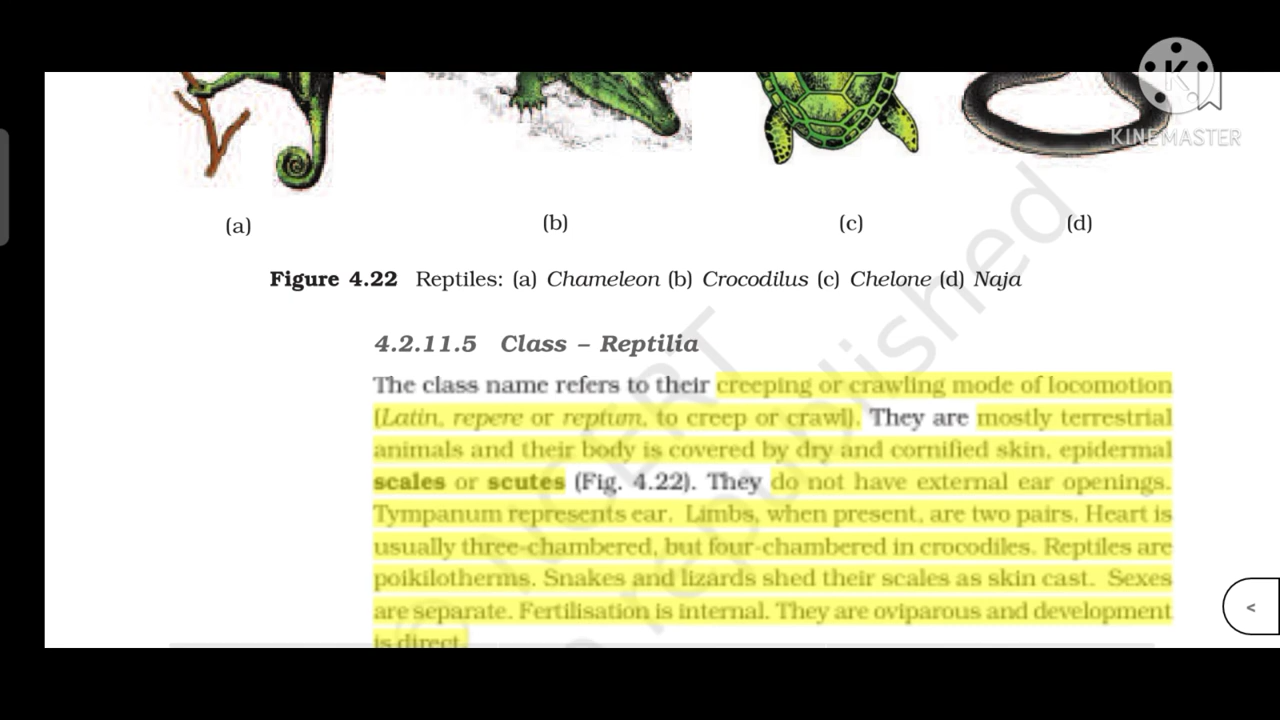 KINEMASTER
(a) (b) (c) (d)
Figure 4.22 Reptiles: (a) Chameleon (b) Crocodilus (c) Chelone (d) Naja
4.2.11.5 Class – Reptilia
The class name refers to their creeping or crawling mode of locomotion
(Latin, repere or reptum, to creep or crawl). They are mostly terrestrial
animals and their body is covered by dry and cornified skin, epidermal
scales or scutes (Fig. 4.22). They do not have external ear openings.
Tympanum represents ear. Limbs, when present, are two pairs. Heart is
usually three-chambered, but four-chambered in crocodiles. Reptiles are
poikilotherms. Snakes and lizards shed their scales as skin cast. Sexes
are separate. Fertilisation is internal. They are oviparous and development
is direct.
NCERT
republished
<